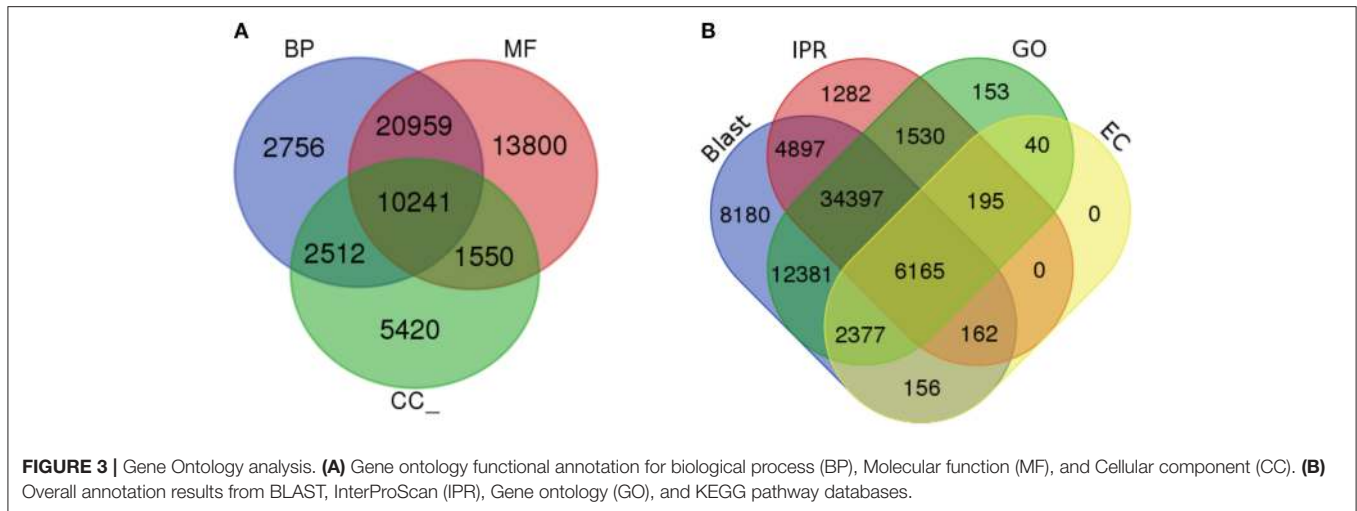 A
BP
MF
2756
20959
13800
10241
2512
1550
5420
CC_
B
IPR
GO
Blast
EC
1282
153
4897
1530
40
8180
34397
195
0
12381
6165
0
2377
162
156
FIGURE 3 | Gene Ontology analysis. (A) Gene ontology functional annotation for biological process (BP), Molecular function (MF), and Cellular component (CC). (B)
Overall annotation results from BLAST, InterProScan (IPR), Gene ontology (GO), and KEGG pathway databases.